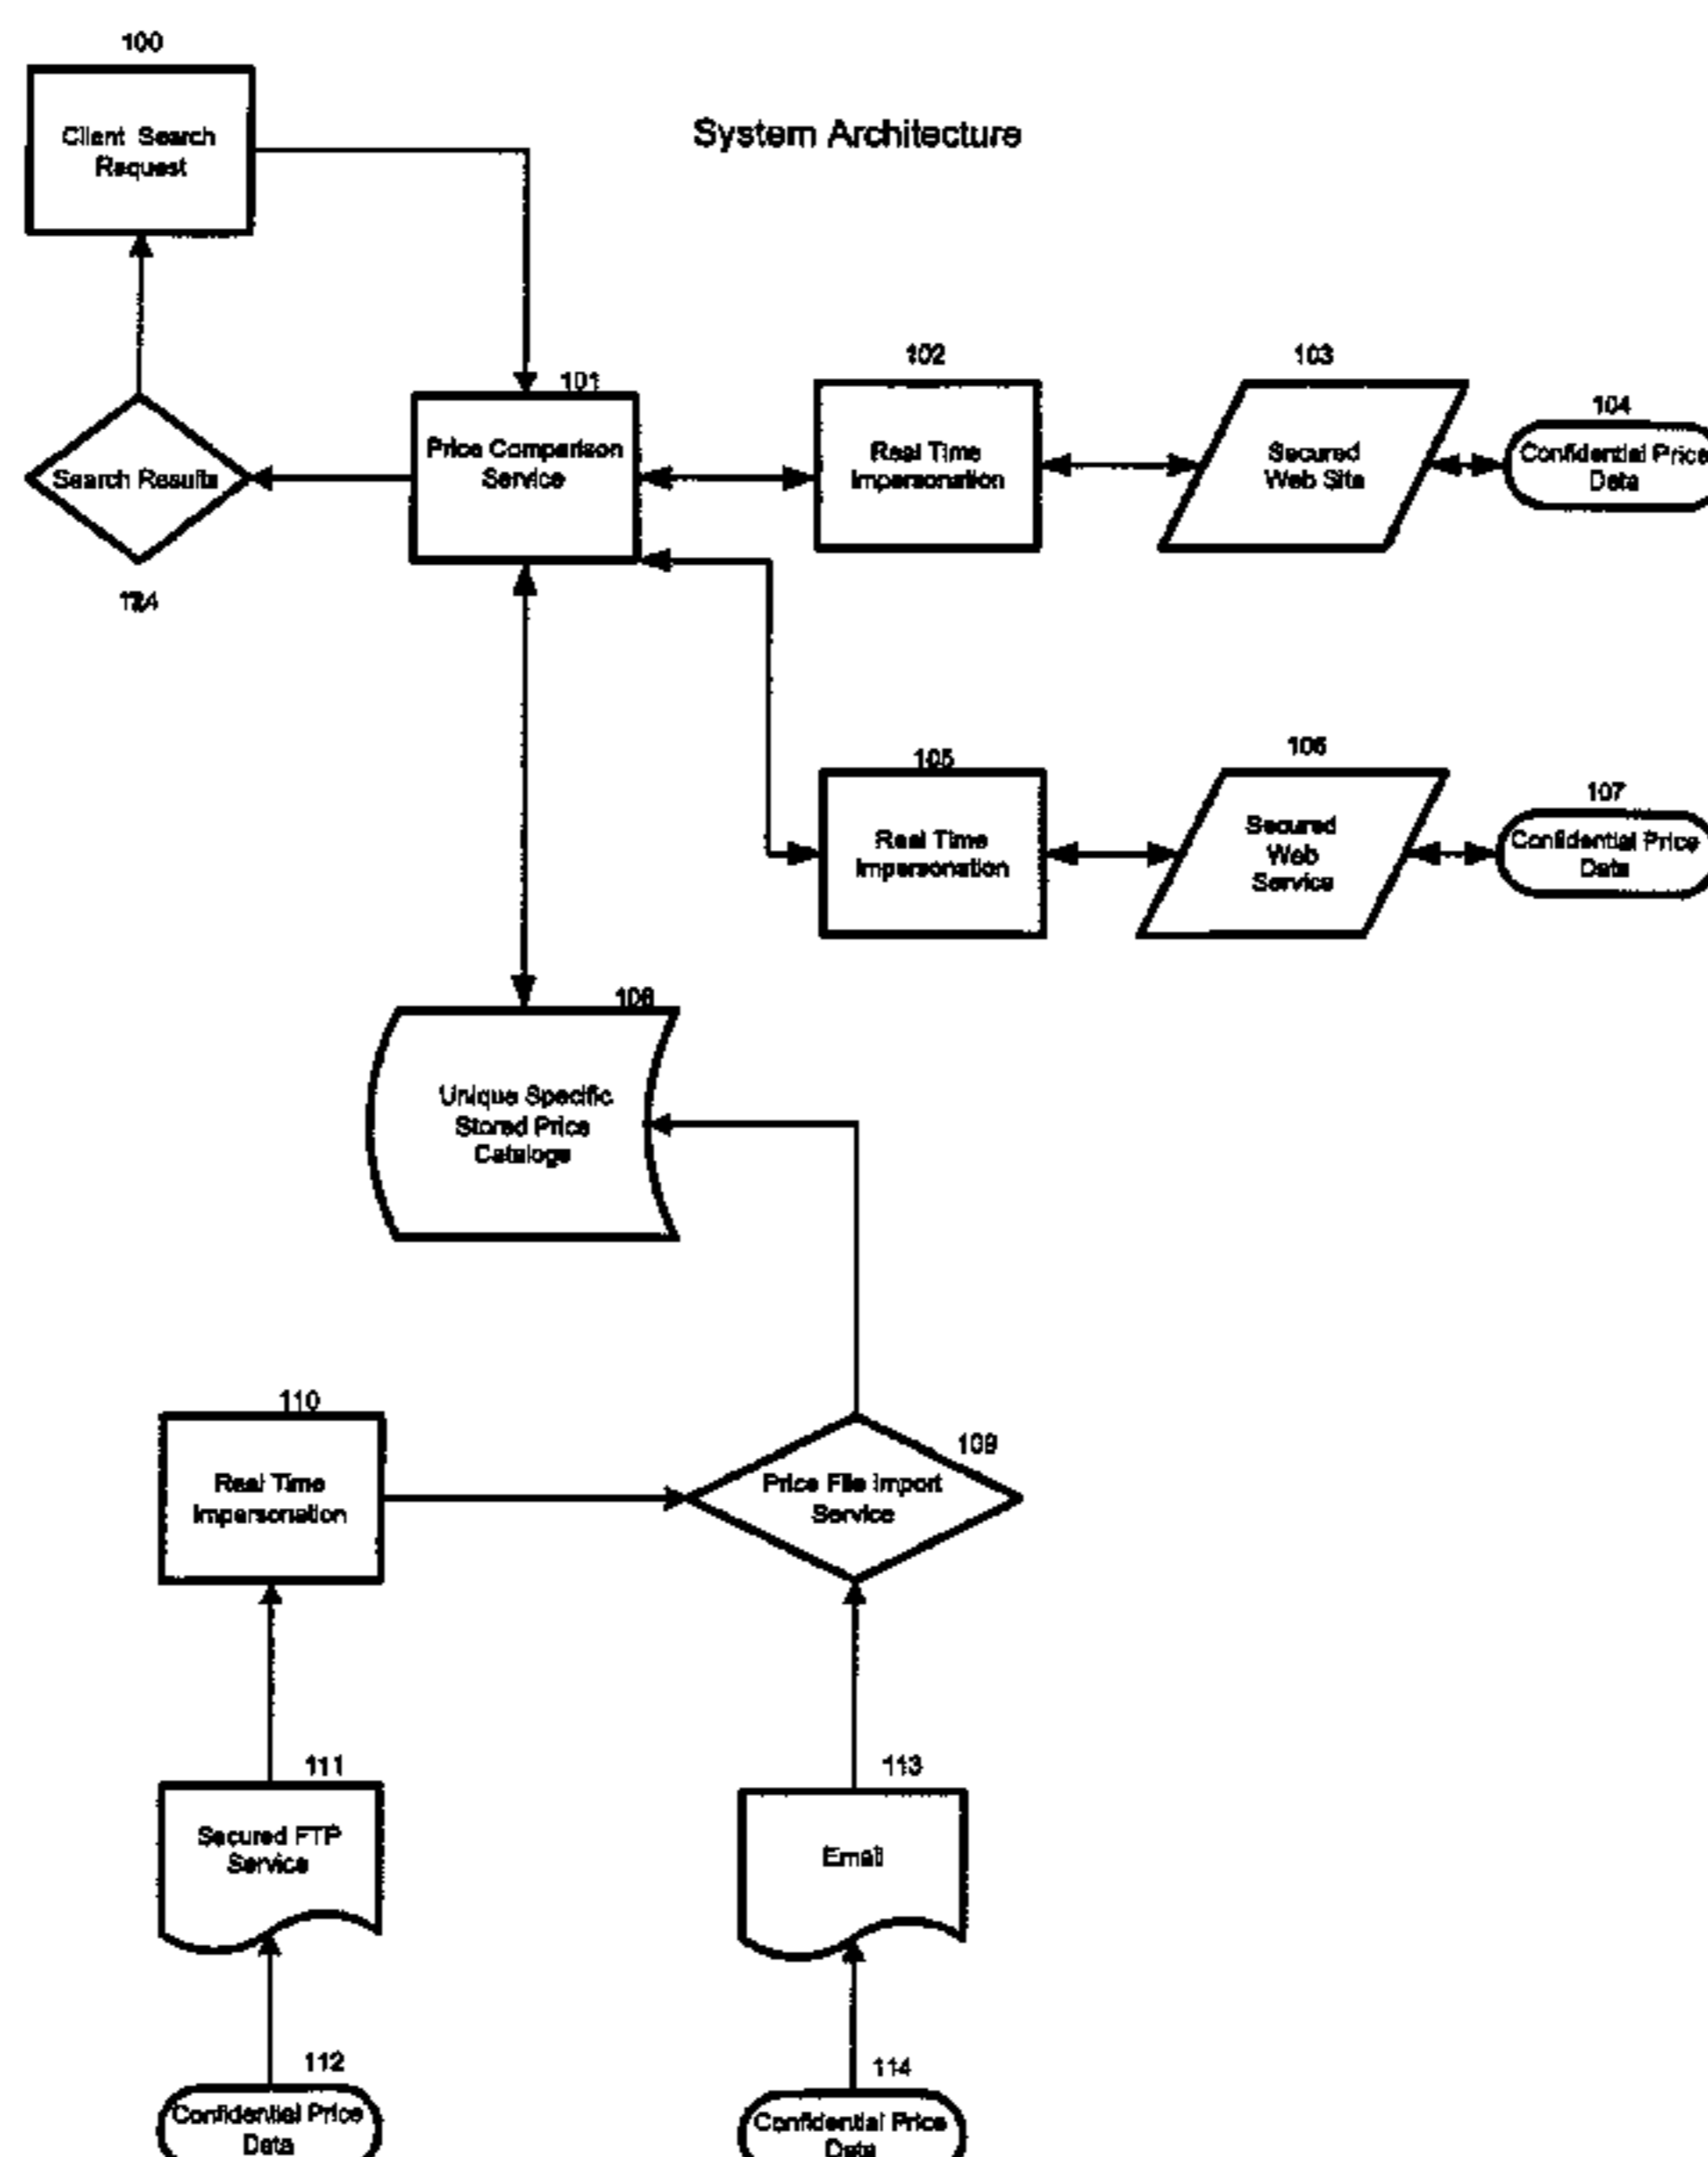 100
Client Search
Request
System Architecture
101
Price Comparison
Service
102
Real Time
Impersonation
103
Secured
Web Site
104
Confidential Price
Data
Search Results
105
Real Time
Impersonation
106
Secured
Web
Service
107
Confidential Price
Data
108
Unique Specific
Stored Price
Catalogs
110
Real Time
Impersonation
109
Price File Import
Service
111
Secured FTP
Service
113
Email
112
Confidential Price
Data
114
Confidential Price
Data